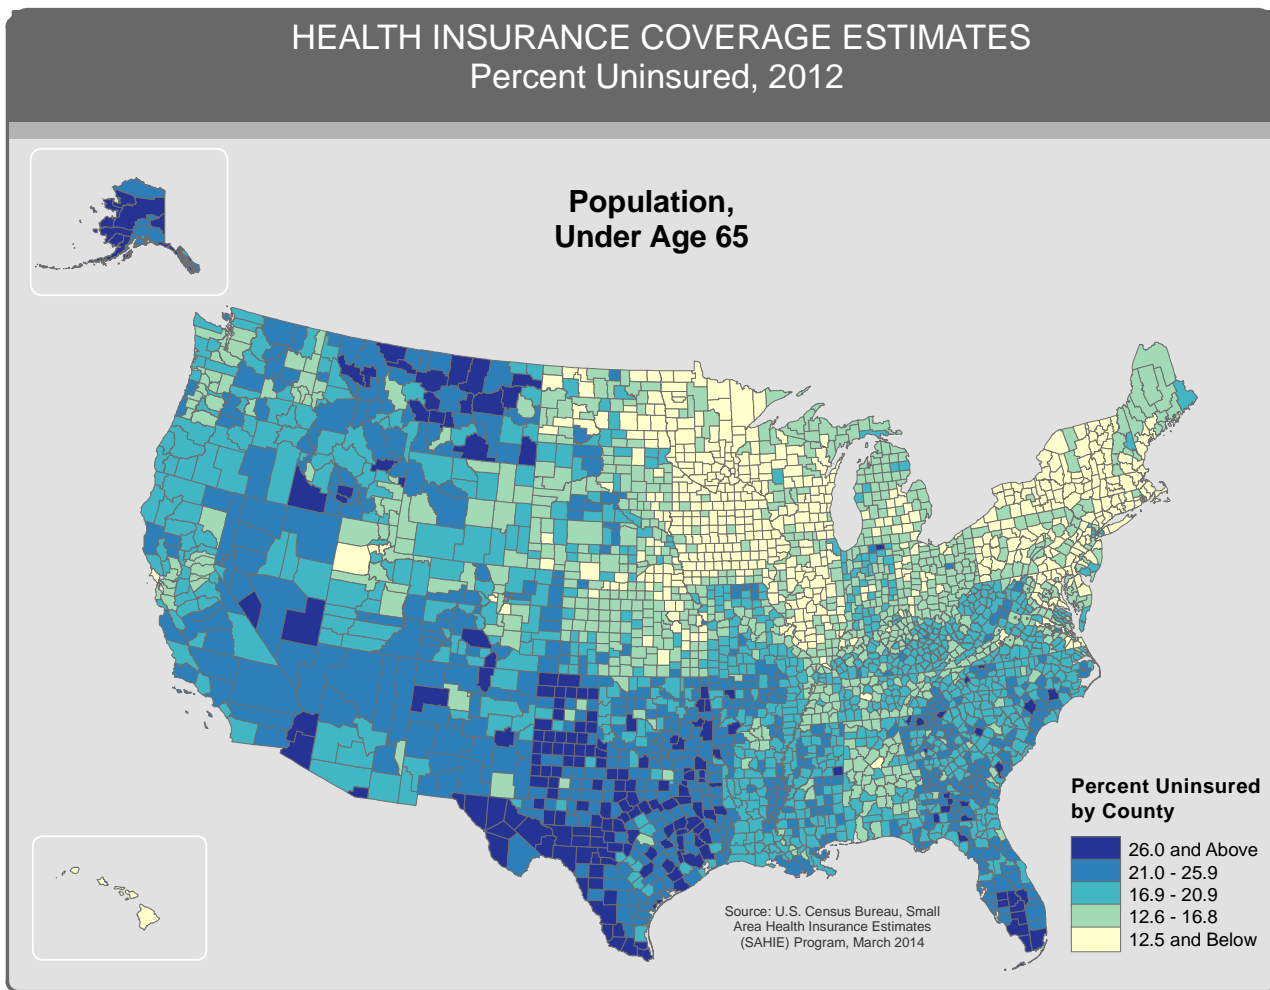 HEALTH INSURANCE COVERAGE ESTIMATES
Percent Uninsured, 2012
Population,
Under Age 65
Percent Uninsured
by County
26.0 and Above
21.0 - 25.9
16.9 - 20.9
12.6 - 16.8
12.5 and Below
Source: U.S. Census Bureau, Small
Area Health Insurance Estimates
(SAHIE) Program, March 2014